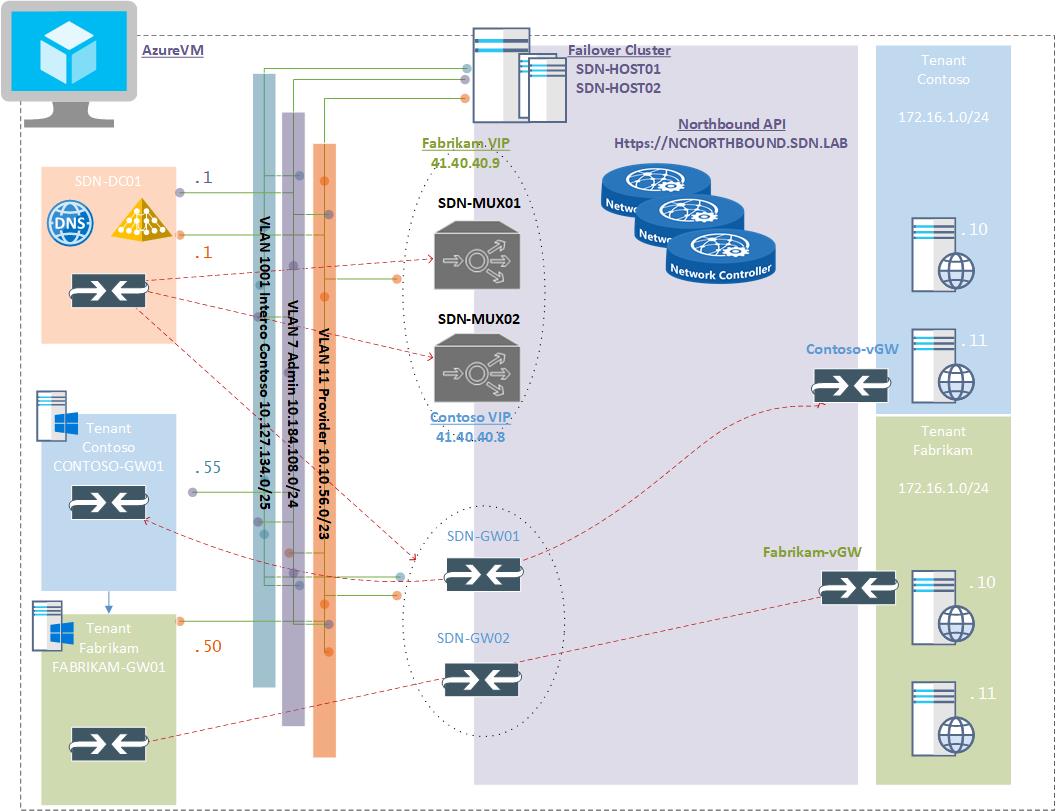 AzureVM
Failover Cluster
SDN-HOST01
SDN-HOST02
Northbound API
Https://NCNORTHBOUND.SDN.LAB
Network Controller
Netwo
Netw
Tenant
Contoso
172.16.1.0/24
.10
.11
Contoso-vGW
Tenant
Fabrikam
172.16.1.0/24
Fabrikam-vGW
.10
.11
SDN-DC01
DNS
.1
.1
Fabrikam VIP
41.40.40.9
SDN-MUX01
SDN-MUX02
Contoso VIP
41.40.40.8
VLAN 1001 Interco Contoso 10.127.134.0/25
VLAN 7 Admin 10.184.108.0/24
VLAN 11 Provider 10.10.56.0/23
Tenant
Contoso
CONTOSO-GW01
.55
SDN-GW01
SDN-GW02
Tenant
Fabrikam
FABRIKAM-GW01
.50